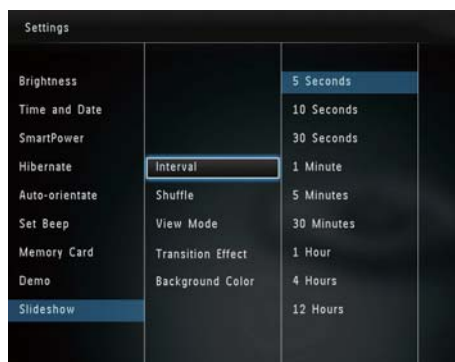 Settings
Brightness
Time and Date
SmartPower
Hibernate
Auto-orientate
Set Beep
Memory Card
Demo
Slideshow
Interval
Shuffle
View Mode
Transition Effect
Background Color
5 Seconds
10 Seconds
30 Seconds
1 Minute
5 Minutes
30 Minutes
1 Hour
4 Hours
12 Hours